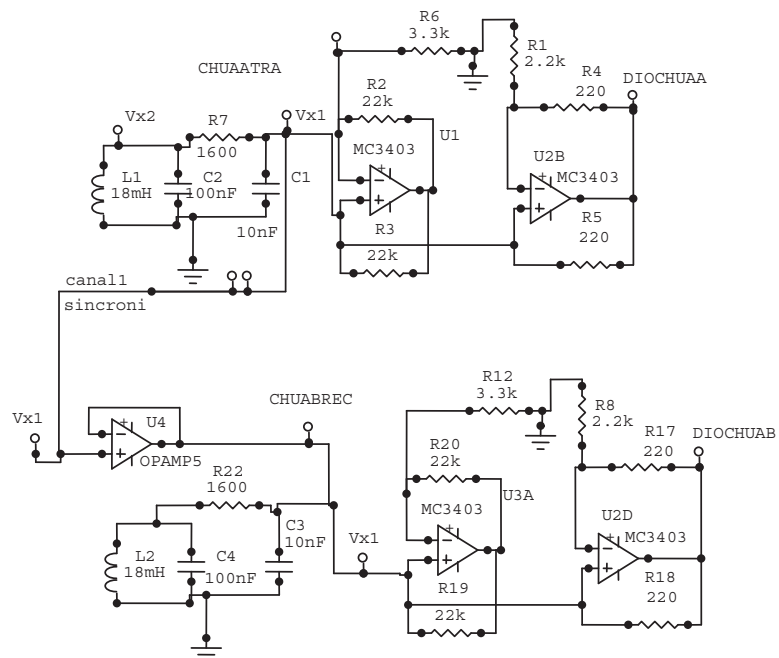 R6
3.3k
R1
2.2k
CHUAATRA
R2
22k
R4
220
DIOCHUAA
Vx2
R7
1600
Vx1
U1
MC3403
U2B
MC3403
L1
18mH
C2
100nF
C1
10nF
R3
22k
R5
220
canal1
sincroni
R12
3.3k
R8
2.2k
CHUABREC
Vx1
U4
OPAMP5
R20
22k
R17
220
DIOCHUAB
R22
1600
MC3403
U3A
C3
10nF
Vx1
U2D
MC3403
L2
18mH
C4
100nF
R19
22k
R18
220